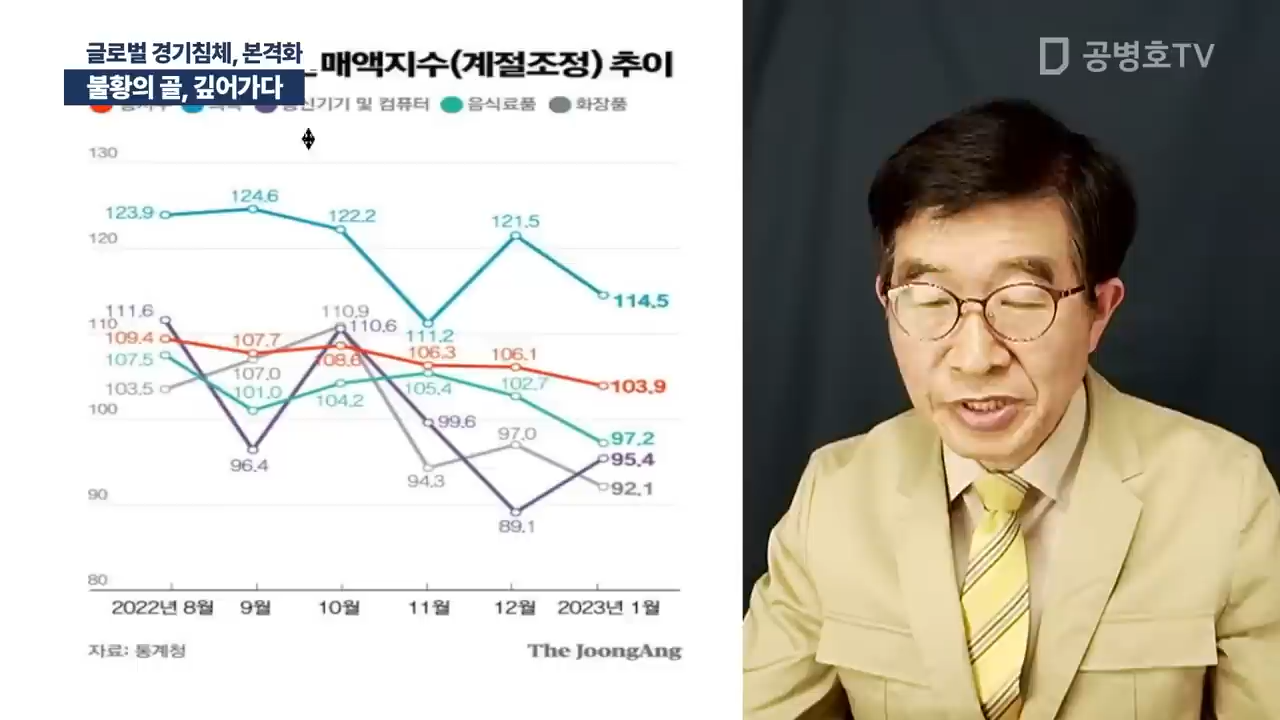 글로벌 경기침체, 본격화
불황의 골, 깊어가다
매액지수(계절조정) 추이
공병호TV
및 컴퓨터 음식료품 화장품
130
123.9 124.6 122.2 121.5
120
114.5
111.6 110.9 110.6 111.2
110
109.4 107.7 108.6 106.3 106.1 103.9
107.5 107.0
103.5 101.0 104.2 105.4 102.7
100
99.6 97.0 97.2
96.4 94.3 95.4
92.1
90
89.1
80
2022년 8월 9월 10월 11월 12월 2023년 1월
자료: 통계청 The JoongAng